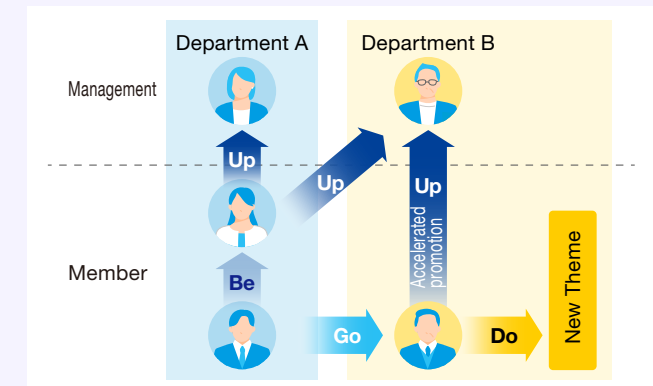 Department A
Department B
Management
Up
Up
Up
Accelerated
promotion
Member
Be
Go
Do
New Theme